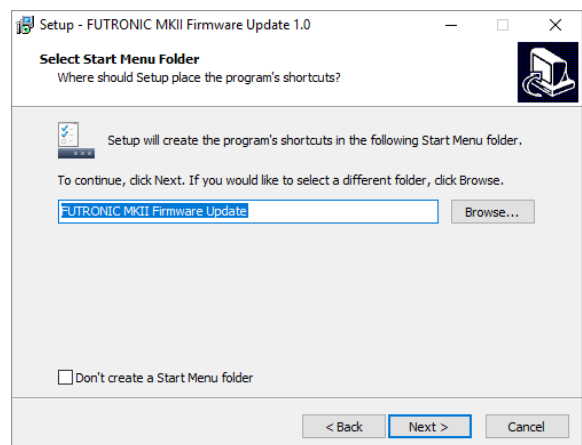 Setup - FUTRONIC MKII Firmware Update 1.0
Select Start Menu Folder
Where should Setup place the program's shortcuts?
Setup will create the program's shortcuts in the following Start Menu folder.
To continue, click Next. If you would like to select a different folder, click Browse.
FUTRONIC MKII Firmware Update
Browse...
Don't create a Start Menu folder
< Back
Next >
Cancel